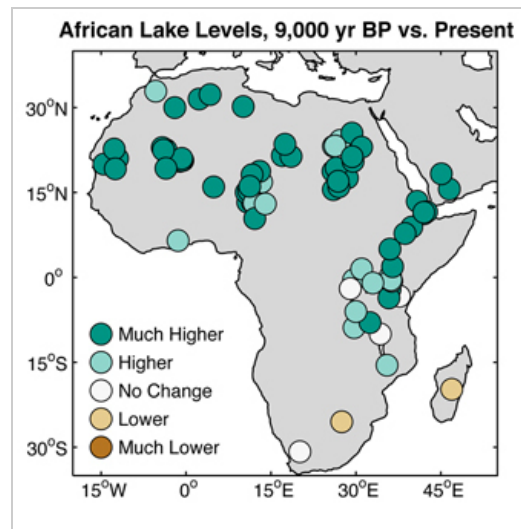 African Lake Levels, 9,000 yr BP vs. Present
30°N
15°N
0°
15°S
30°S
Much Higher
Higher
No Change
Lower
Much Lower
15°W
0°
15°E
30°E
45°E